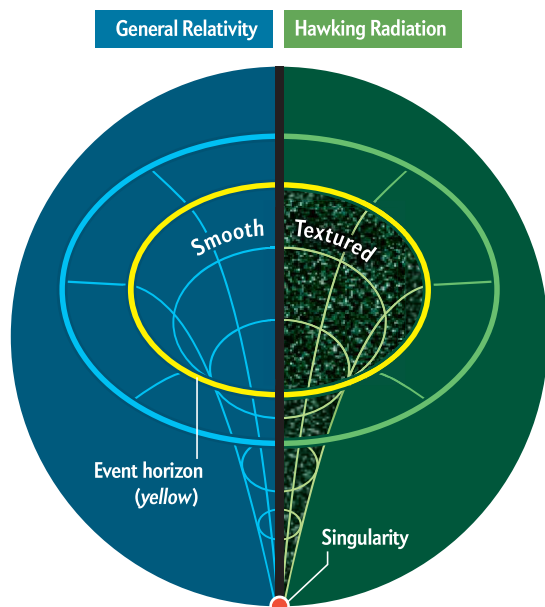 General Relativity
Hawking Radiation
Smooth
Textured
Event horizon
(yellow)
Singularity